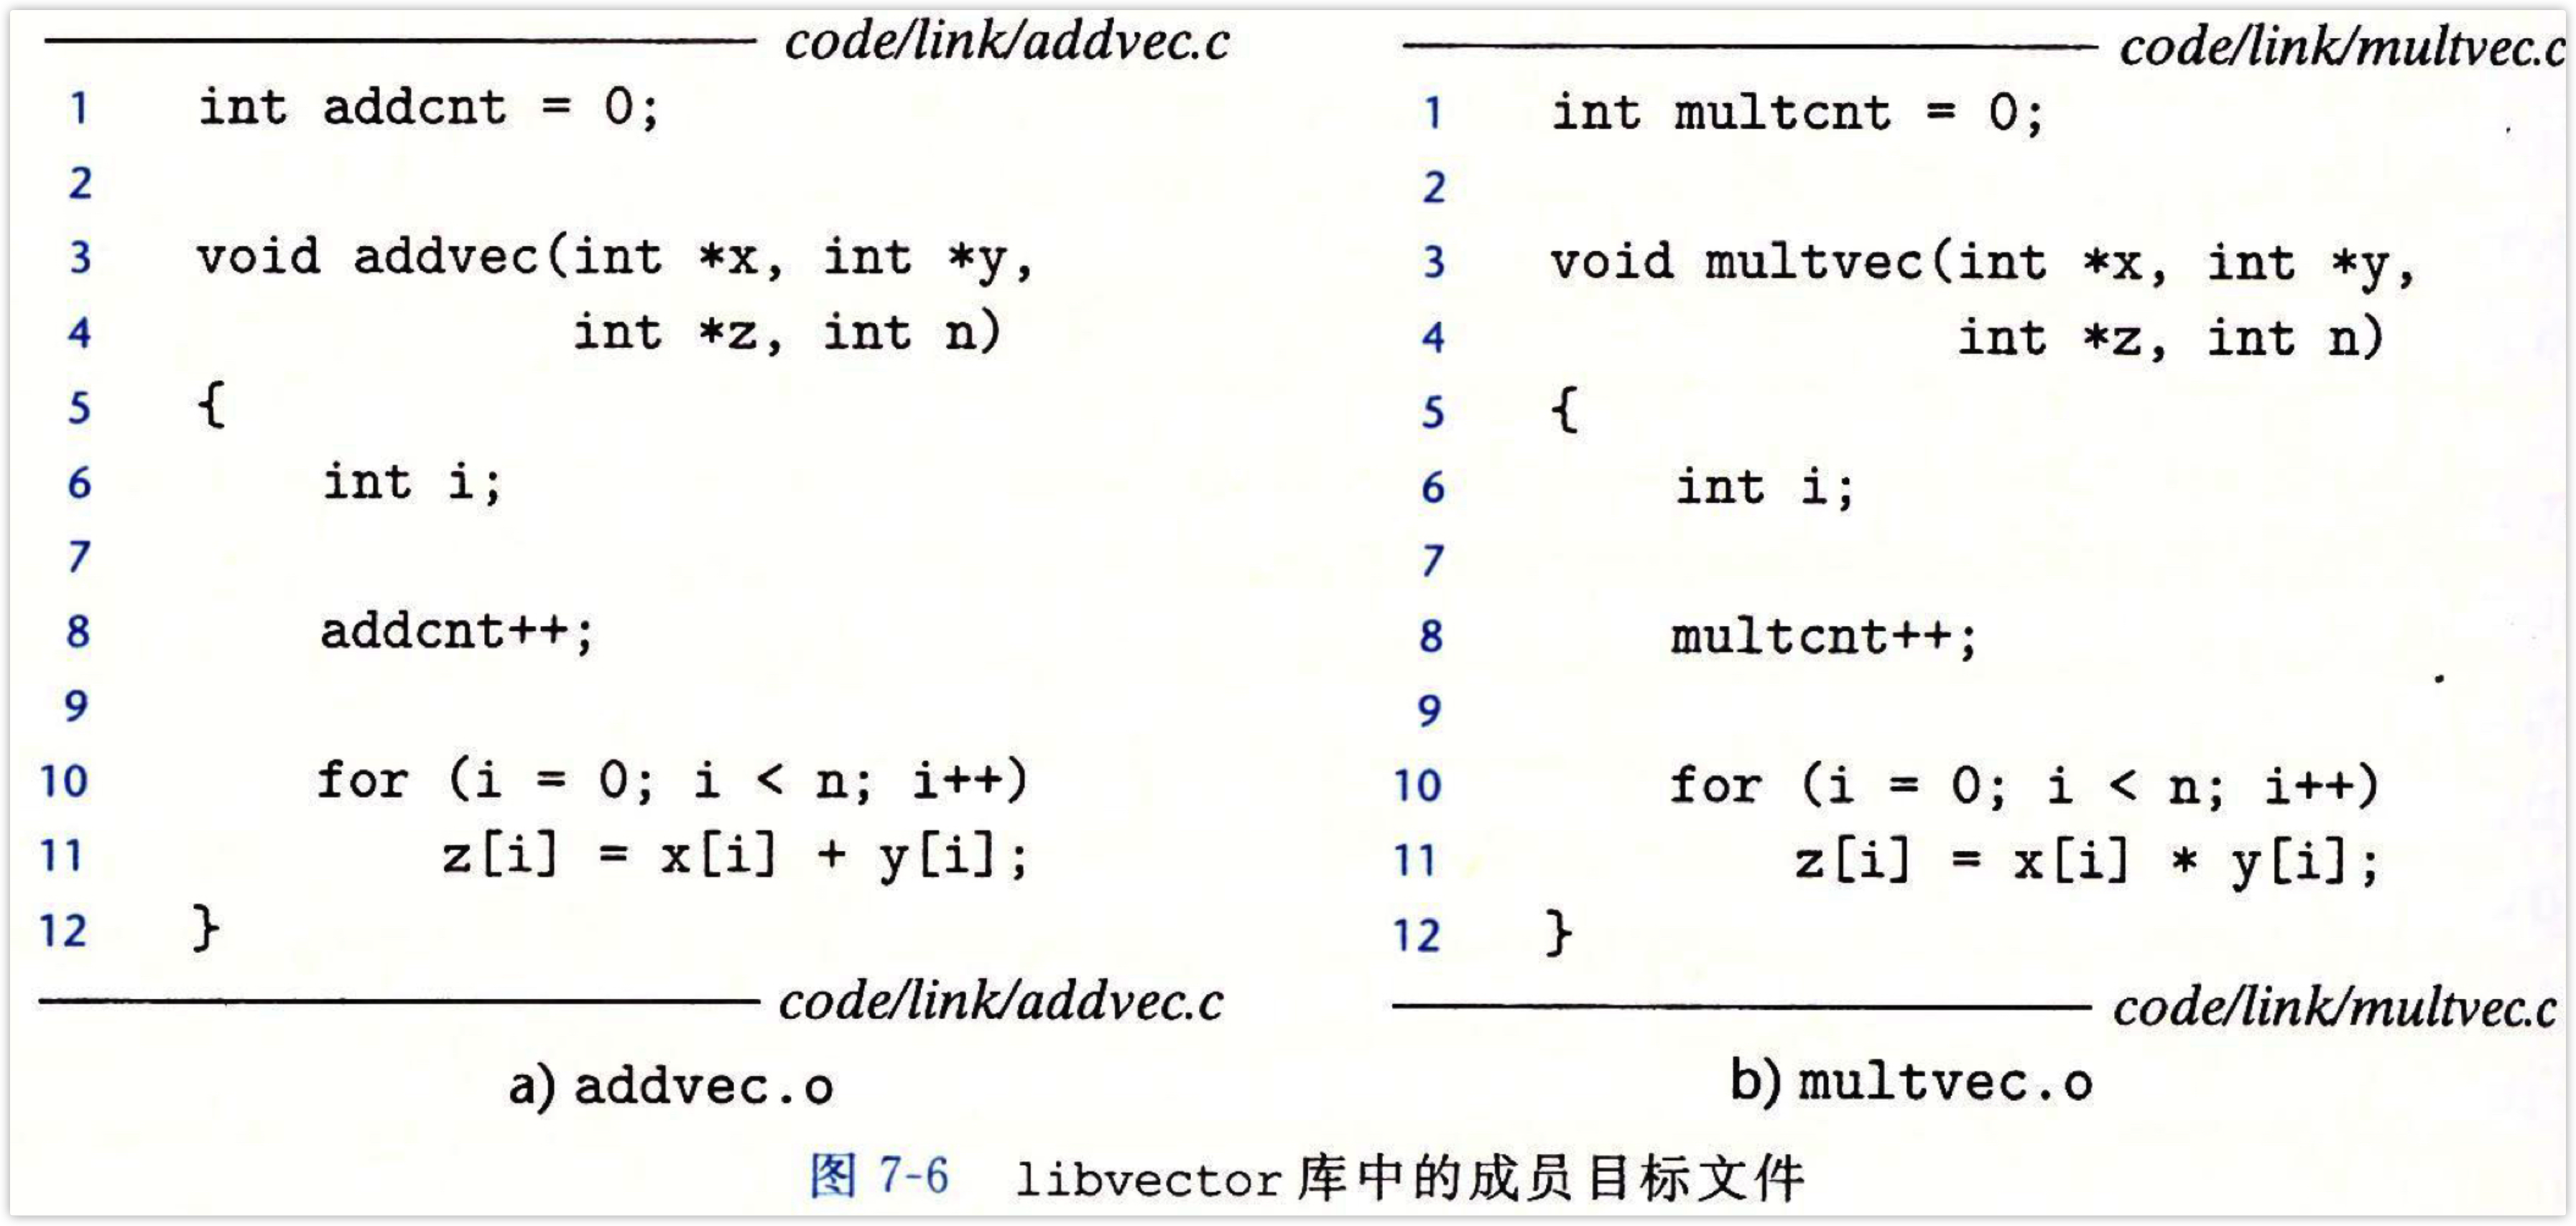 code/link/addvec.c
1 int addcnt = 0;
2
3 void addvec(int *x, int *y,
4 int *z, int n)
5 {
6 int i;
7
8 addcnt++;
9
10 for (i = 0; i < n; i++)
11 z[i] = x[i] + y[i];
12 }
code/link/addvec.c
a) addvec.o
code/link/multvec.c
1 int multcnt = 0;
2
3 void multvec(int *x, int *y,
4 int *z, int n)
5 {
6 int i;
7
8 multcnt++;
9
10 for (i = 0; i < n; i++)
11 z[i] = x[i] * y[i];
12 }
code/link/multvec.c
b) multvec.o
图 7-6 libvector 库中的成员目标文件